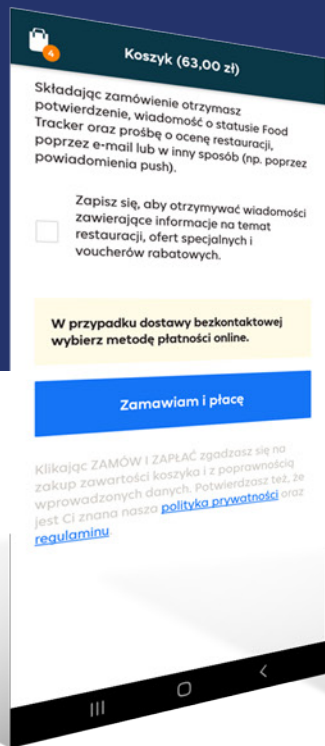 4
Koszyk (63,00 zł)
Składając zamówienie otrzymasz
potwierdzenie, wiadomość o statusie Food
Tracker oraz prośbę o ocenę restauracji,
poprzez e-mail lub w inny sposób (np. poprzez
powiadomienia push).
Zapisz się, aby otrzymywać wiadomości
zawierające informacje na temat
restauracji, ofert specjalnych i
voucherów rabatowych.
W przypadku dostawy bezkontaktowej
wybierz metodę płatności online.
Zamawiam i płacę
Klikając ZAMÓW I ZAPŁAĆ zgadzasz się na
zakup zawartości koszyka i z poprawnością
wprowadzonych danych. Potwierdzasz też, że
jest Ci znana nasza polityka prywatności oraz
regulaminu